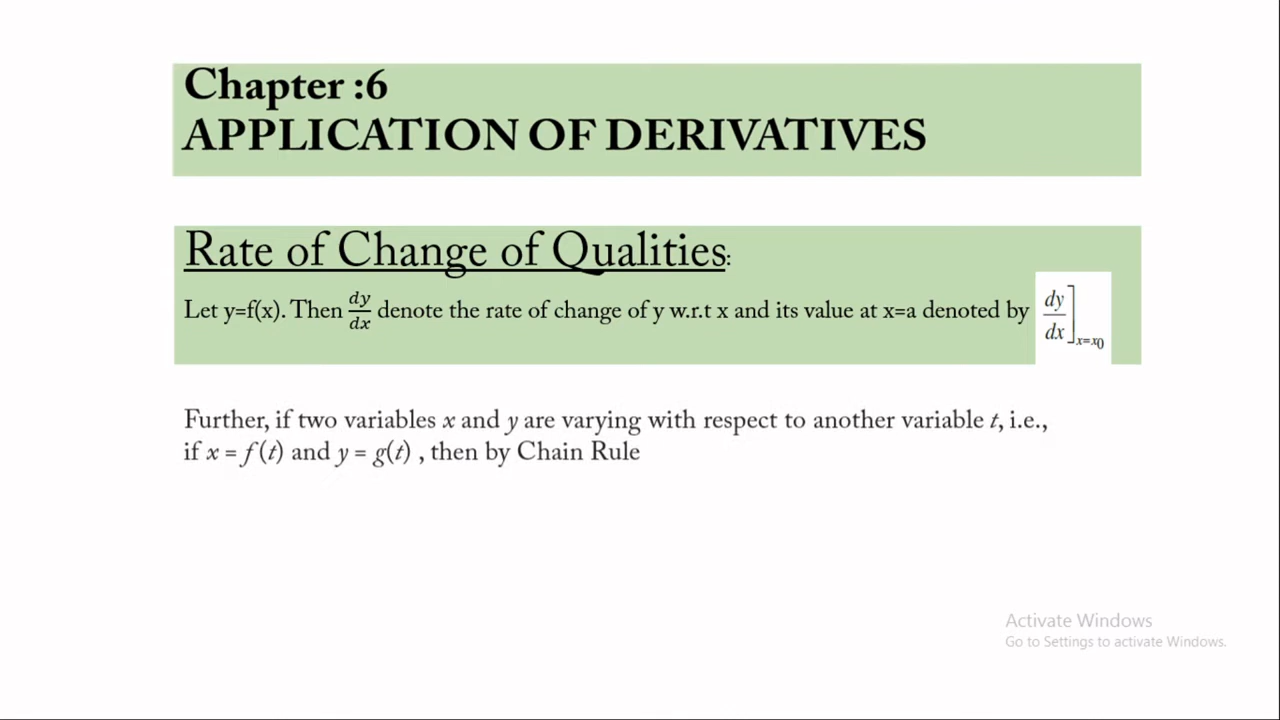 Chapter :6
APPLICATION OF DERIVATIVES
Rate of Change of Qualities:
Let y=f(x). Then dy/dx denote the rate of change of y w.r.t x and its value at x=a denoted by dy/dx]x=x0
Further, if two variables x and y are varying with respect to another variable t, i.e.,
if x = f (t) and y = g(t) , then by Chain Rule
Activate Windows
Go to Settings to activate Windows.